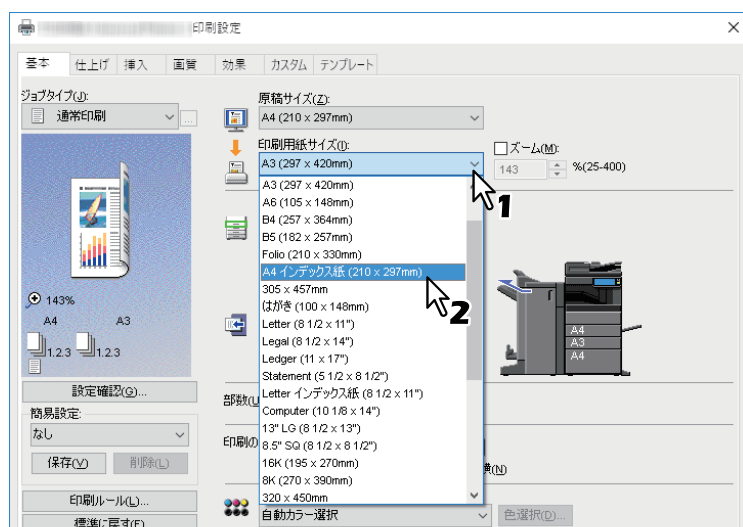 印刷設定
基本 仕上げ 挿入 画質 効果 カスタム テンプレート
ジョブタイプ(J):
通常印刷
...
原稿サイズ(Z):
A4 (210 x 297mm)
印刷用紙サイズ(I):
A3 (297 x 420mm)
ズーム(M):
143 %(25-400)
1
A3 (297 x 420mm)
A6 (105 x 148mm)
B4 (257 x 364mm)
B5 (182 x 257mm)
Folio (210 x 330mm)
A4 インデックス紙 (210 x 297mm)
2
305 x 457mm
はがき (100 x 148mm)
Letter (8 1/2 x 11")
Legal (8 1/2 x 14")
Ledger (11 x 17")
Statement (5 1/2 x 8 1/2")
Letter インデックス紙 (8 1/2 x 11")
Computer (10 1/8 x 14")
13" LG (8 1/2 x 13")
8.5" SQ (8 1/2 x 8 1/2")
16K (195 x 270mm)
8K (270 x 390mm)
320 x 450mm
自動カラー選択
色選択(D)...
143%
A4 A3
1.2.3 1.2.3
設定確認(G)...
簡易設定:
なし
保存(V) 削除(L)
印刷ルール(L)...
標準に戻す(F)
部数(U
印刷の
(N)
A4
A3
A4